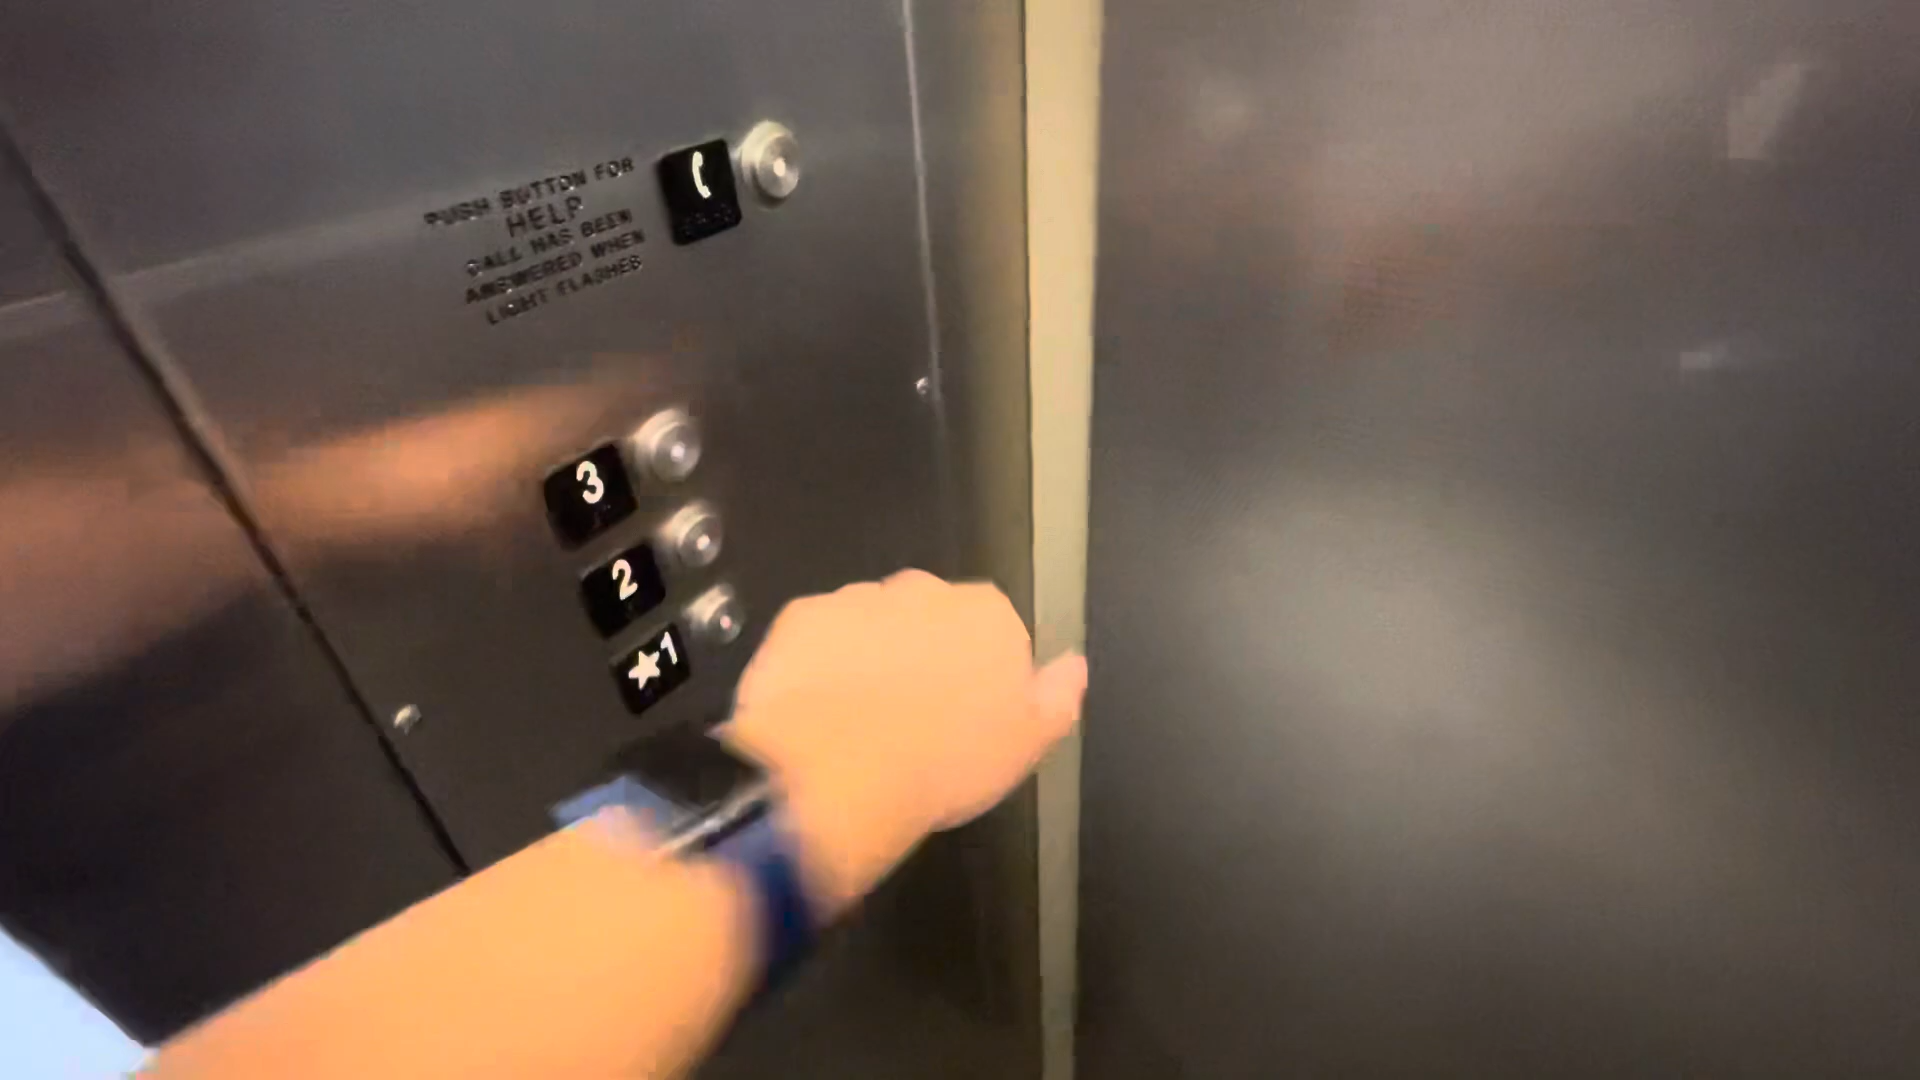 PUSH BUTTON FOR
HELP
CALL HAS BEEN
ANSWERED WHEN
LIGHT FLASHES
3
2
★1